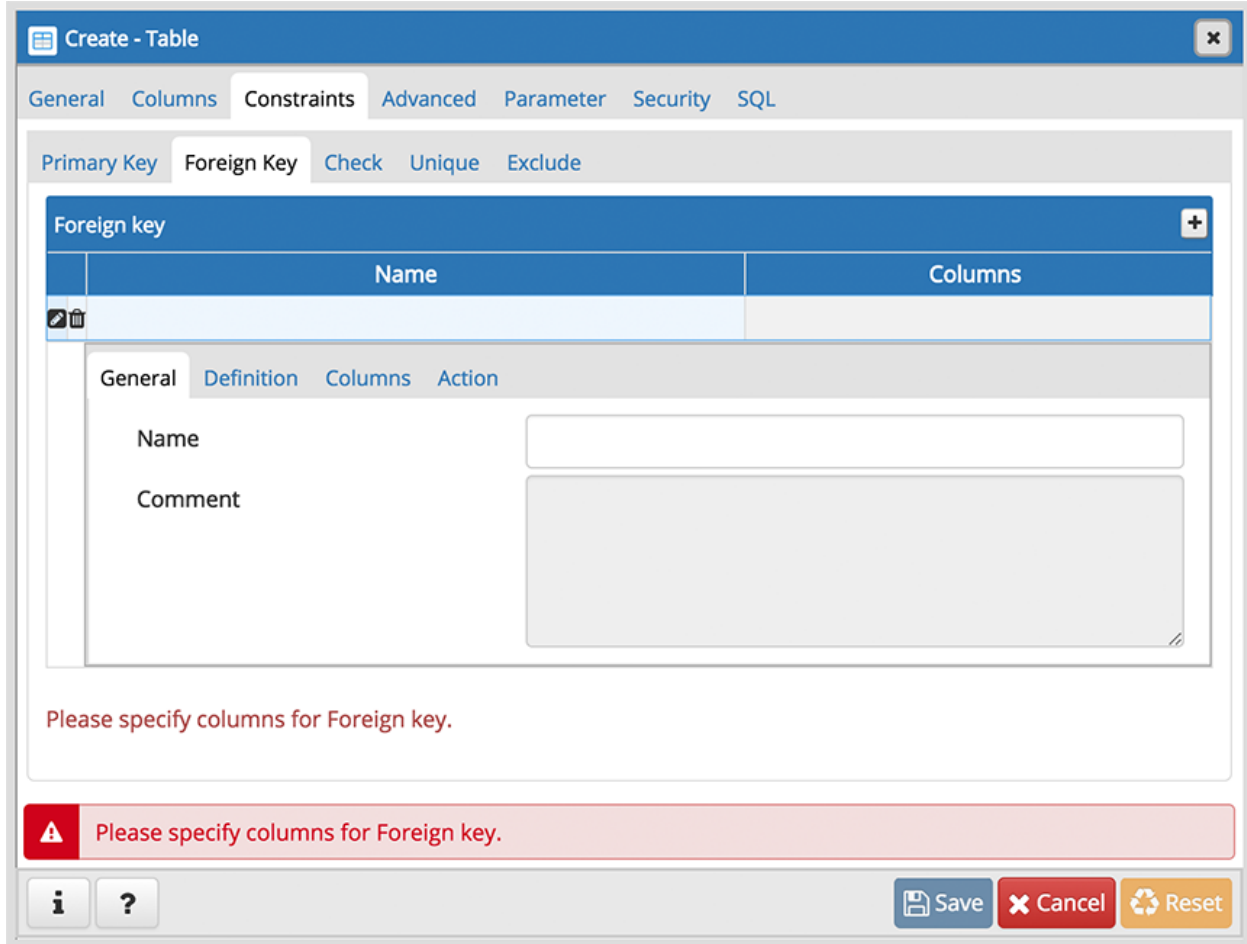 Create - Table
General Columns Constraints Advanced Parameter Security SQL
Primary Key Foreign Key Check Unique Exclude
Foreign key
Name Columns
General Definition Columns Action
Name
Comment
Please specify columns for Foreign key.
Please specify columns for Foreign key.
i ? Save Cancel Reset